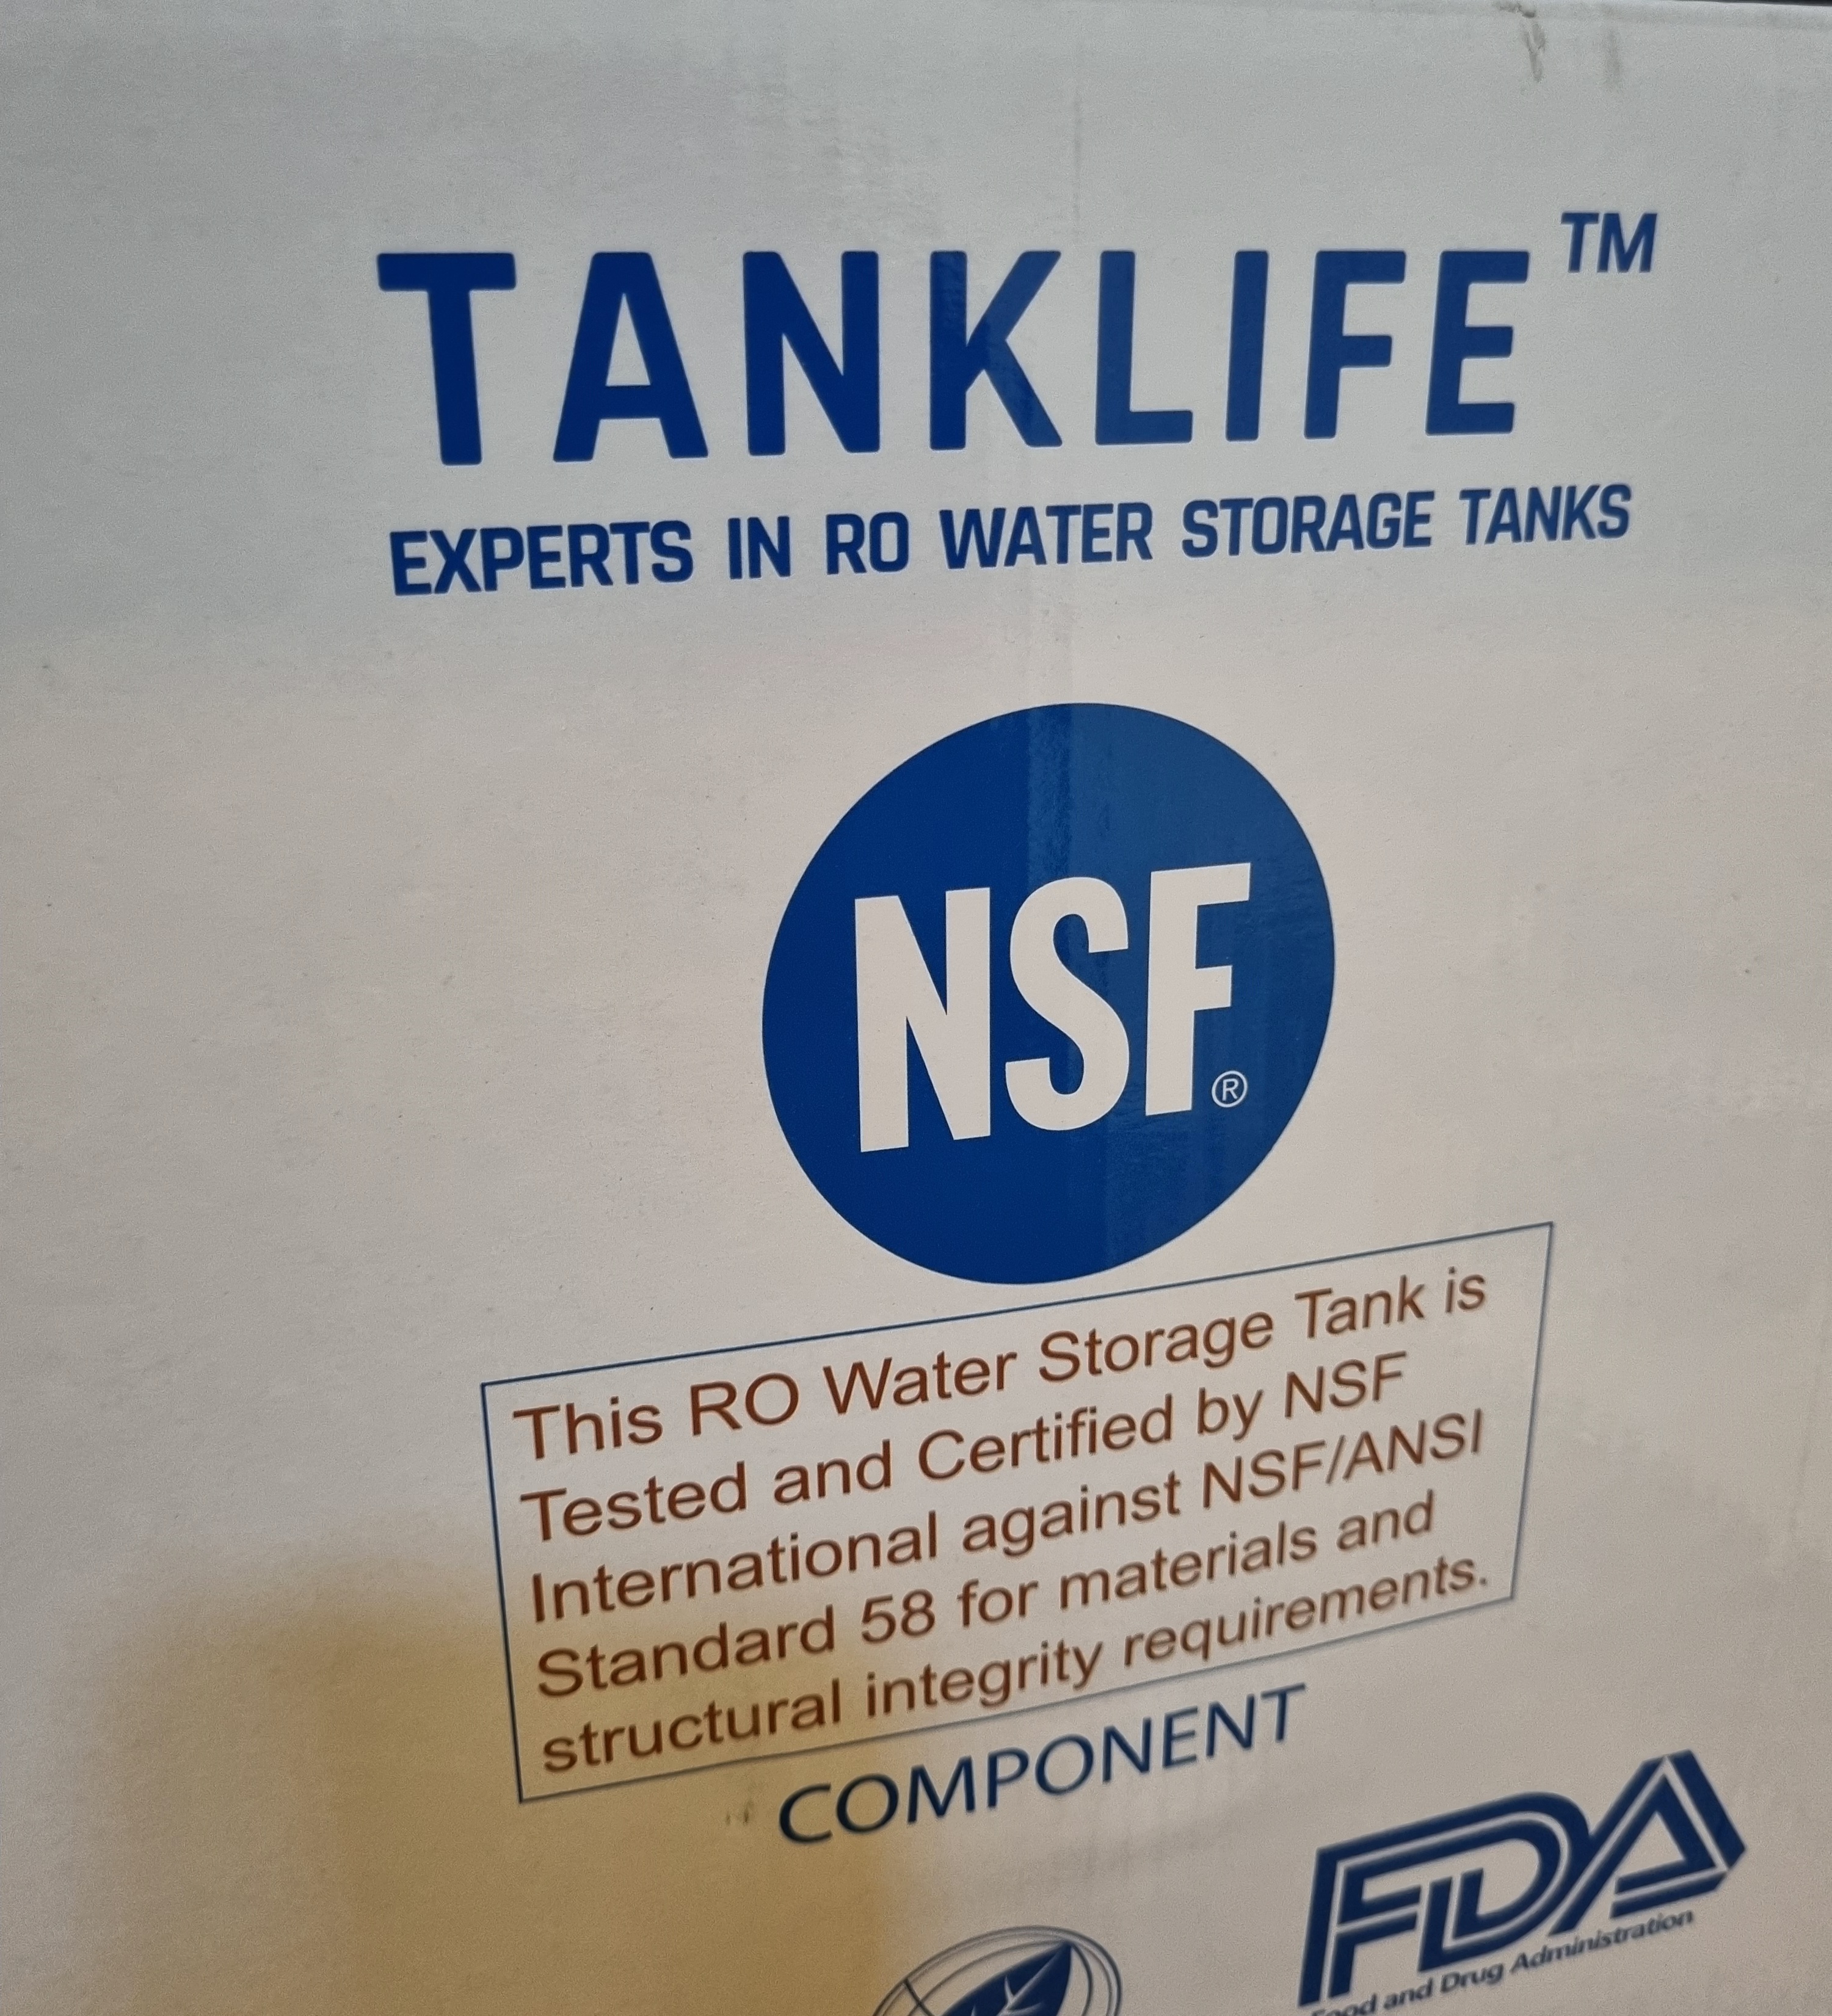 TANKLIFE™
EXPERTS IN RO WATER STORAGE TANKS
NSF®
This RO Water Storage Tank is
Tested and Certified by NSF
International against NSF/ANSI
Standard 58 for materials and
structural integrity requirements.
COMPONENT
FDA
Food and Drug Administration